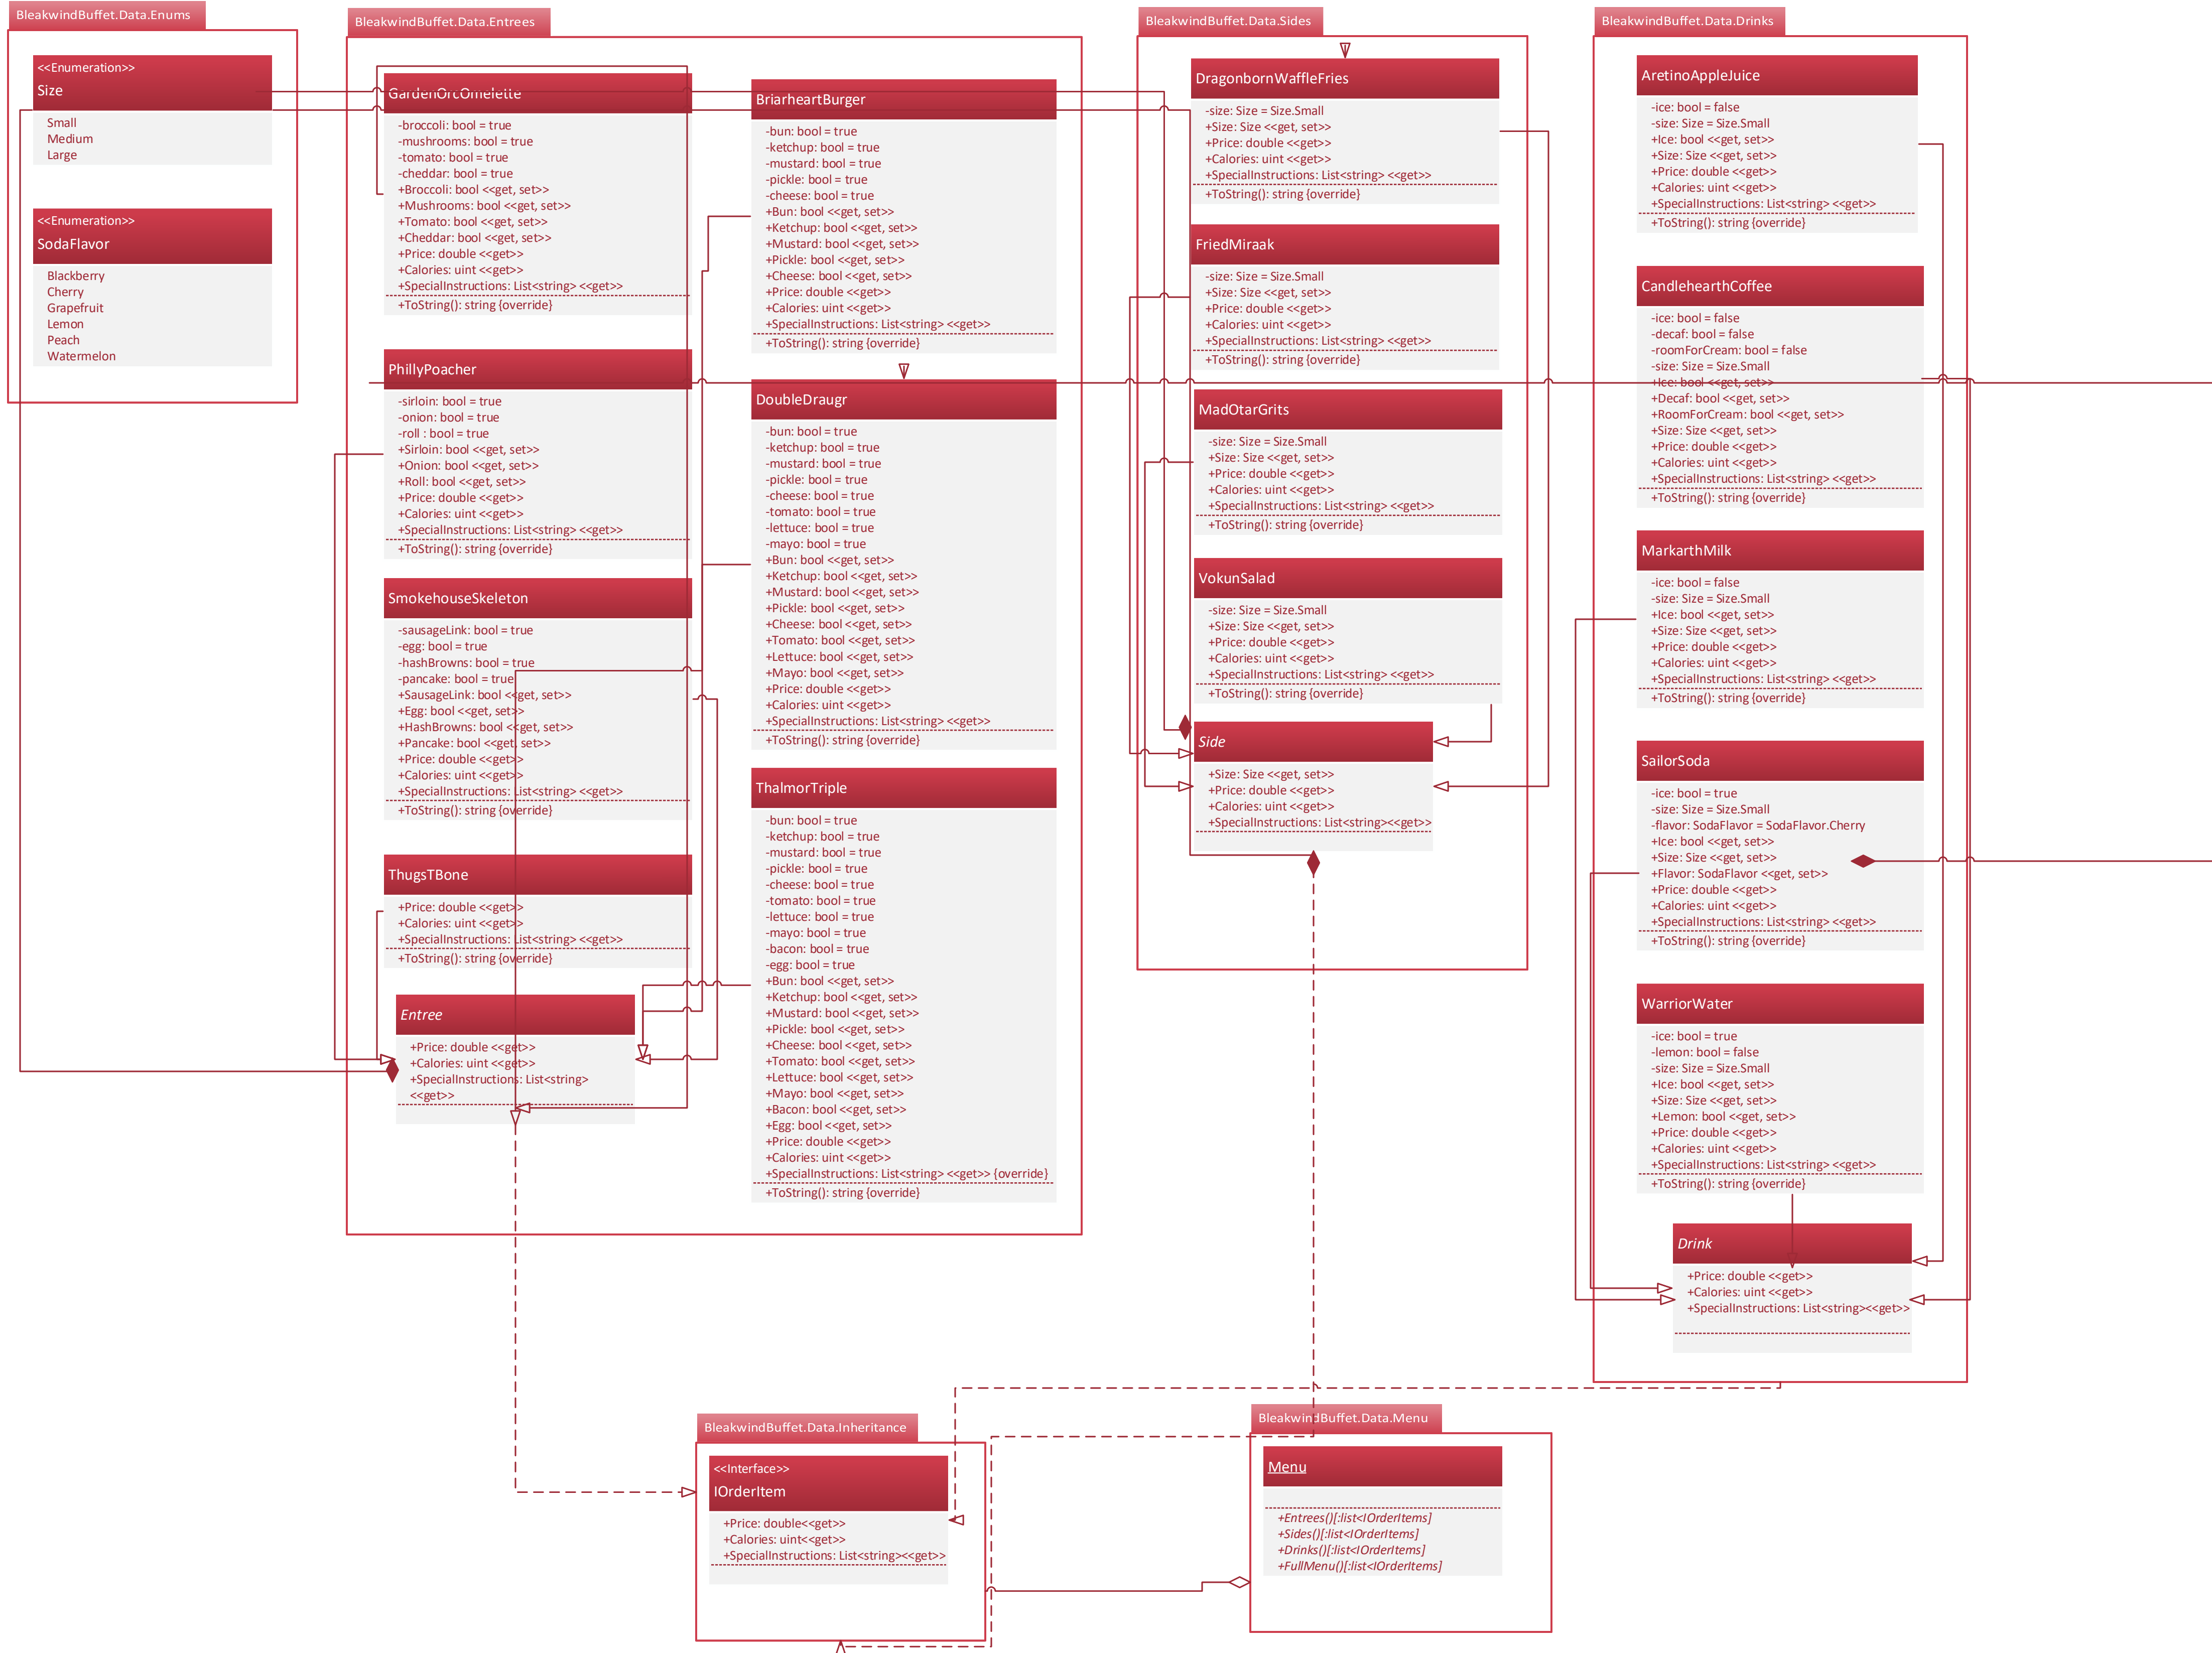 BleakwindBuffet.Data.Enums
<<Enumeration>>
Size
Small
Medium
Large
<<Enumeration>>
SodaFlavor
Blackberry
Cherry
Grapefruit
Lemon
Peach
Watermelon
BleakwindBuffet.Data.Entrees
GardenOrcOmelette
-broccoli: bool = true
-mushrooms: bool = true
-tomato: bool = true
-cheddar: bool = true
+Broccoli: bool <<get, set>>
+Mushrooms: bool <<get, set>>
+Tomato: bool <<get, set>>
+Cheddar: bool <<get, set>>
+Price: double <<get>>
+Calories: uint <<get>>
+SpecialInstructions: List<string> <<get>>
+ToString(): string {override}
PhillyPoacher
-sirloin: bool = true
-onion: bool = true
-roll : bool = true
+Sirloin: bool <<get, set>>
+Onion: bool <<get, set>>
+Roll: bool <<get, set>>
+Price: double <<get>>
+Calories: uint <<get>>
+SpecialInstructions: List<string> <<get>>
+ToString(): string {override}
SmokehouseSkeleton
-sausageLink: bool = true
-egg: bool = true
-hashBrowns: bool = true
-pancake: bool = true
+SausageLink: bool <<get, set>>
+Egg: bool <<get, set>>
+HashBrowns: bool <<get, set>>
+Pancake: bool <<get, set>>
+Price: double <<get>>
+Calories: uint <<get>>
+SpecialInstructions: List<string> <<get>>
+ToString(): string {override}
ThugsTBone
+Price: double <<get>>
+Calories: uint <<get>>
+SpecialInstructions: List<string> <<get>>
+ToString(): string {override}
Entree
+Price: double <<get>>
+Calories: uint <<get>>
+SpecialInstructions: List<string>
<<get>>
BriarheartBurger
-bun: bool = true
-ketchup: bool = true
-mustard: bool = true
-pickle: bool = true
-cheese: bool = true
+Bun: bool <<get, set>>
+Ketchup: bool <<get, set>>
+Mustard: bool <<get, set>>
+Pickle: bool <<get, set>>
+Cheese: bool <<get, set>>
+Price: double <<get>>
+Calories: uint <<get>>
+SpecialInstructions: List<string> <<get>>
+ToString(): string {override}
DoubleDraugr
-bun: bool = true
-ketchup: bool = true
-mustard: bool = true
-pickle: bool = true
-cheese: bool = true
-tomato: bool = true
-lettuce: bool = true
-mayo: bool = true
+Bun: bool <<get, set>>
+Ketchup: bool <<get, set>>
+Mustard: bool <<get, set>>
+Pickle: bool <<get, set>>
+Cheese: bool <<get, set>>
+Tomato: bool <<get, set>>
+Lettuce: bool <<get, set>>
+Mayo: bool <<get, set>>
+Price: double <<get>>
+Calories: uint <<get>>
+SpecialInstructions: List<string> <<get>>
+ToString(): string {override}
ThalmorTriple
-bun: bool = true
-ketchup: bool = true
-mustard: bool = true
-pickle: bool = true
-cheese: bool = true
-tomato: bool = true
-lettuce: bool = true
-mayo: bool = true
-bacon: bool = true
-egg: bool = true
+Bun: bool <<get, set>>
+Ketchup: bool <<get, set>>
+Mustard: bool <<get, set>>
+Pickle: bool <<get, set>>
+Cheese: bool <<get, set>>
+Tomato: bool <<get, set>>
+Lettuce: bool <<get, set>>
+Mayo: bool <<get, set>>
+Bacon: bool <<get, set>>
+Egg: bool <<get, set>>
+Price: double <<get>>
+Calories: uint <<get>>
+SpecialInstructions: List<string> <<get>> {override}
+ToString(): string {override}
BleakwindBuffet.Data.Sides
DragonbornWaffleFries
-size: Size = Size.Small
+Size: Size <<get, set>>
+Price: double <<get>>
+Calories: uint <<get>>
+SpecialInstructions: List<string> <<get>>
+ToString(): string {override}
FriedMiraak
-size: Size = Size.Small
+Size: Size <<get, set>>
+Price: double <<get>>
+Calories: uint <<get>>
+SpecialInstructions: List<string> <<get>>
+ToString(): string {override}
MadOtarGrits
-size: Size = Size.Small
+Size: Size <<get, set>>
+Price: double <<get>>
+Calories: uint <<get>>
+SpecialInstructions: List<string> <<get>>
+ToString(): string {override}
VokunSalad
-size: Size = Size.Small
+Size: Size <<get, set>>
+Price: double <<get>>
+Calories: uint <<get>>
+SpecialInstructions: List<string> <<get>>
+ToString(): string {override}
Side
+Size: Size <<get, set>>
+Price: double <<get>>
+Calories: uint <<get>>
+SpecialInstructions: List<string><<get>>
BleakwindBuffet.Data.Drinks
AretinoAppleJuice
-ice: bool = false
-size: Size = Size.Small
+Ice: bool <<get, set>>
+Size: Size <<get, set>>
+Price: double <<get>>
+Calories: uint <<get>>
+SpecialInstructions: List<string> <<get>>
+ToString(): string {override}
CandlehearthCoffee
-ice: bool = false
-decaf: bool = false
-roomForCream: bool = false
-size: Size = Size.Small
+Ice: bool <<get, set>>
+Decaf: bool <<get, set>>
+RoomForCream: bool <<get, set>>
+Size: Size <<get, set>>
+Price: double <<get>>
+Calories: uint <<get>>
+SpecialInstructions: List<string> <<get>>
+ToString(): string {override}
MarkarthMilk
-ice: bool = false
-size: Size = Size.Small
+Ice: bool <<get, set>>
+Size: Size <<get, set>>
+Price: double <<get>>
+Calories: uint <<get>>
+SpecialInstructions: List<string> <<get>>
+ToString(): string {override}
SailorSoda
-ice: bool = true
-size: Size = Size.Small
-flavor: SodaFlavor = SodaFlavor.Cherry
+Ice: bool <<get, set>>
+Size: Size <<get, set>>
+Flavor: SodaFlavor <<get, set>>
+Price: double <<get>>
+Calories: uint <<get>>
+SpecialInstructions: List<string> <<get>>
+ToString(): string {override}
WarriorWater
-ice: bool = true
-lemon: bool = false
-size: Size = Size.Small
+Ice: bool <<get, set>>
+Size: Size <<get, set>>
+Lemon: bool <<get, set>>
+Price: double <<get>>
+Calories: uint <<get>>
+SpecialInstructions: List<string> <<get>>
+ToString(): string {override}
Drink
+Price: double <<get>>
+Calories: uint <<get>>
+SpecialInstructions: List<string><<get>>
BleakwindBuffet.Data.Inheritance
<<Interface>>
IOrderItem
+Price: double<<get>>
+Calories: uint<<get>>
+SpecialInstructions: List<string><<get>>
BleakwindBuffet.Data.Menu
Menu
+Entrees()[:list<IOrderItems]
+Sides()[:list<IOrderItems]
+Drinks()[:list<IOrderItems]
+FullMenu()[:list<IOrderItems]